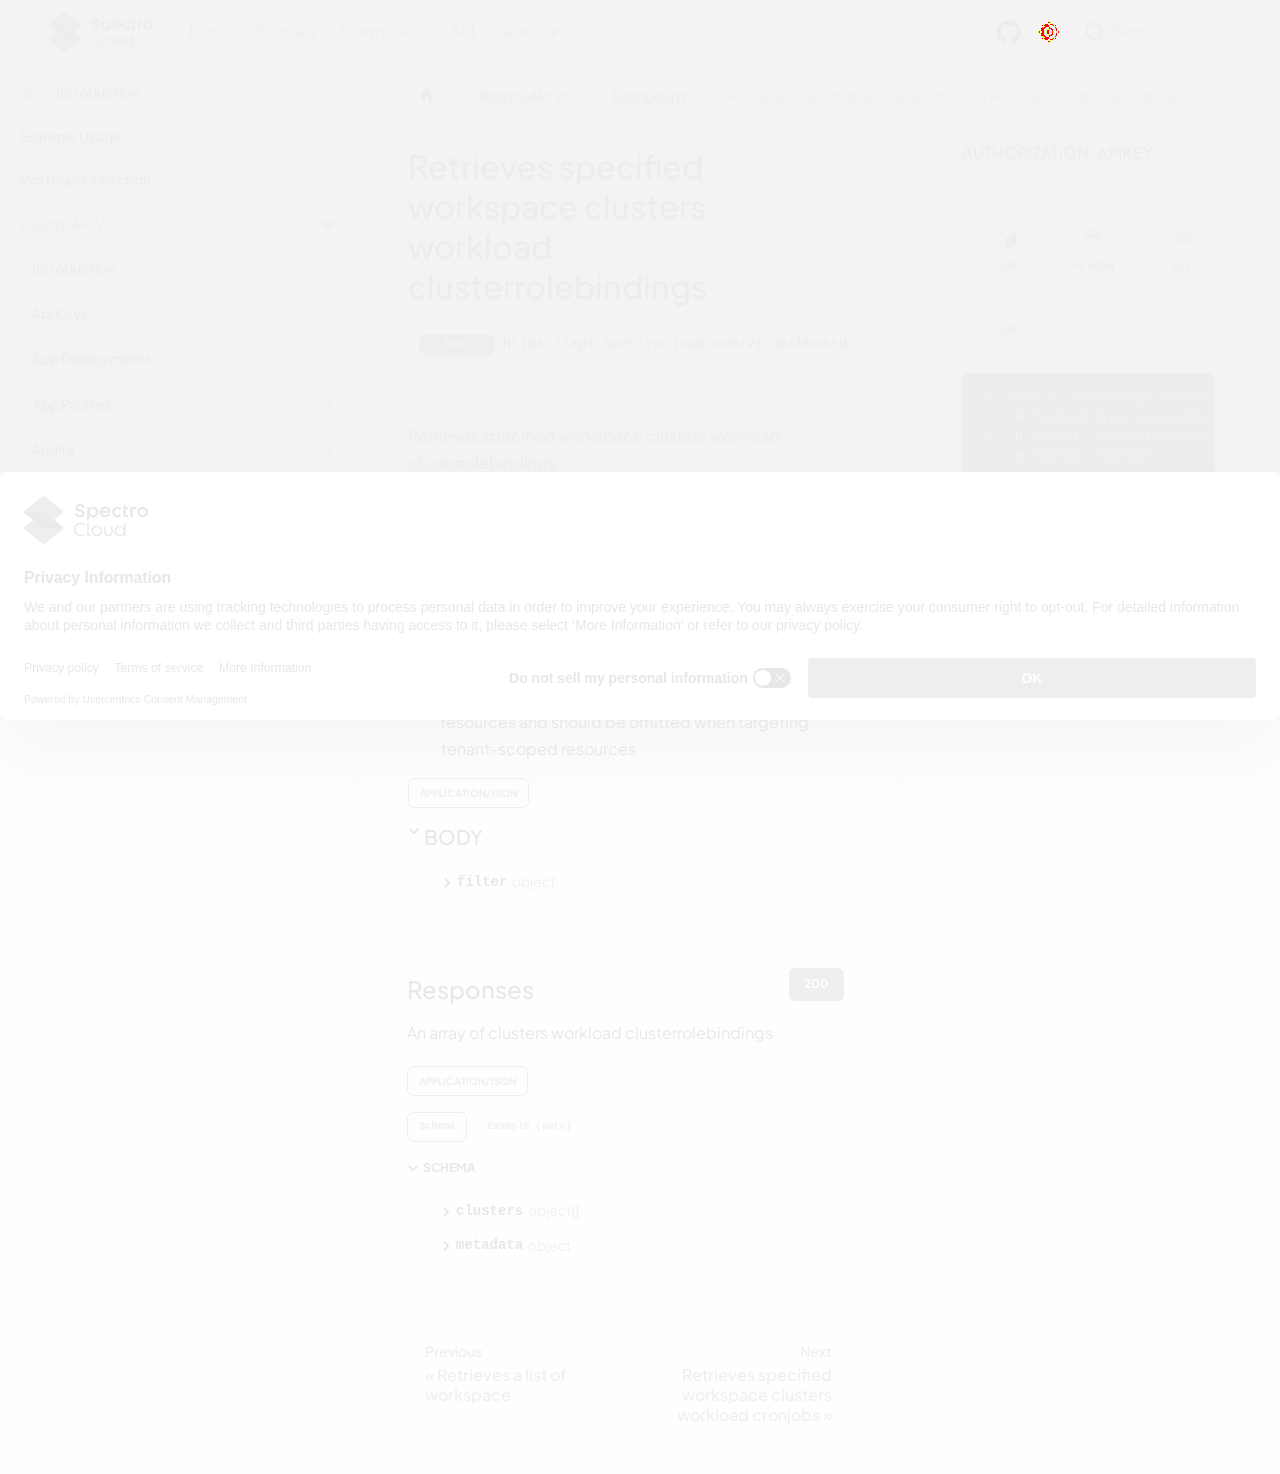 Spectro
Cloud
Docs Tutorials Downloads API latest
Search
Introduction
Example Usage
Postman Collection
Palette API V1
Introduction
Api Keys
App Deployments
App Profiles
Audits
Palette API V1 Dashboard Retrieves specified workspace clusters workload clusterrolebindings
Retrieves specified
workspace clusters
workload
clusterrolebindings
https://api.spectrocloud.com/v1/dashboard
Retrieves specified workspace clusters workload
clusterrolebindings
AUTHORIZATION: APIKEY
CURL PYTHON GO
CURL
Spectro
Cloud
Privacy Information
We and our partners are using tracking technologies to process personal data in order to improve your experience. You may always exercise your consumer right to opt-out. For detailed information
about personal information we collect and third parties having access to it, please select ‘More Information’ or refer to our privacy policy.
Privacy policy Terms of service More Information
Powered by Usercentrics Consent Management
Do not sell my personal information
OK
resources and should be omitted when targeting
tenant-scoped resources
APPLICATION/JSON
BODY
filter object
Responses
200
An array of clusters workload clusterrolebindings
APPLICATION/JSON
Schema Example (auto)
SCHEMA
clusters object[]
metadata object
Previous
« Retrieves a list of
workspace
Next
Retrieves specified
workspace clusters
workload cronjobs »